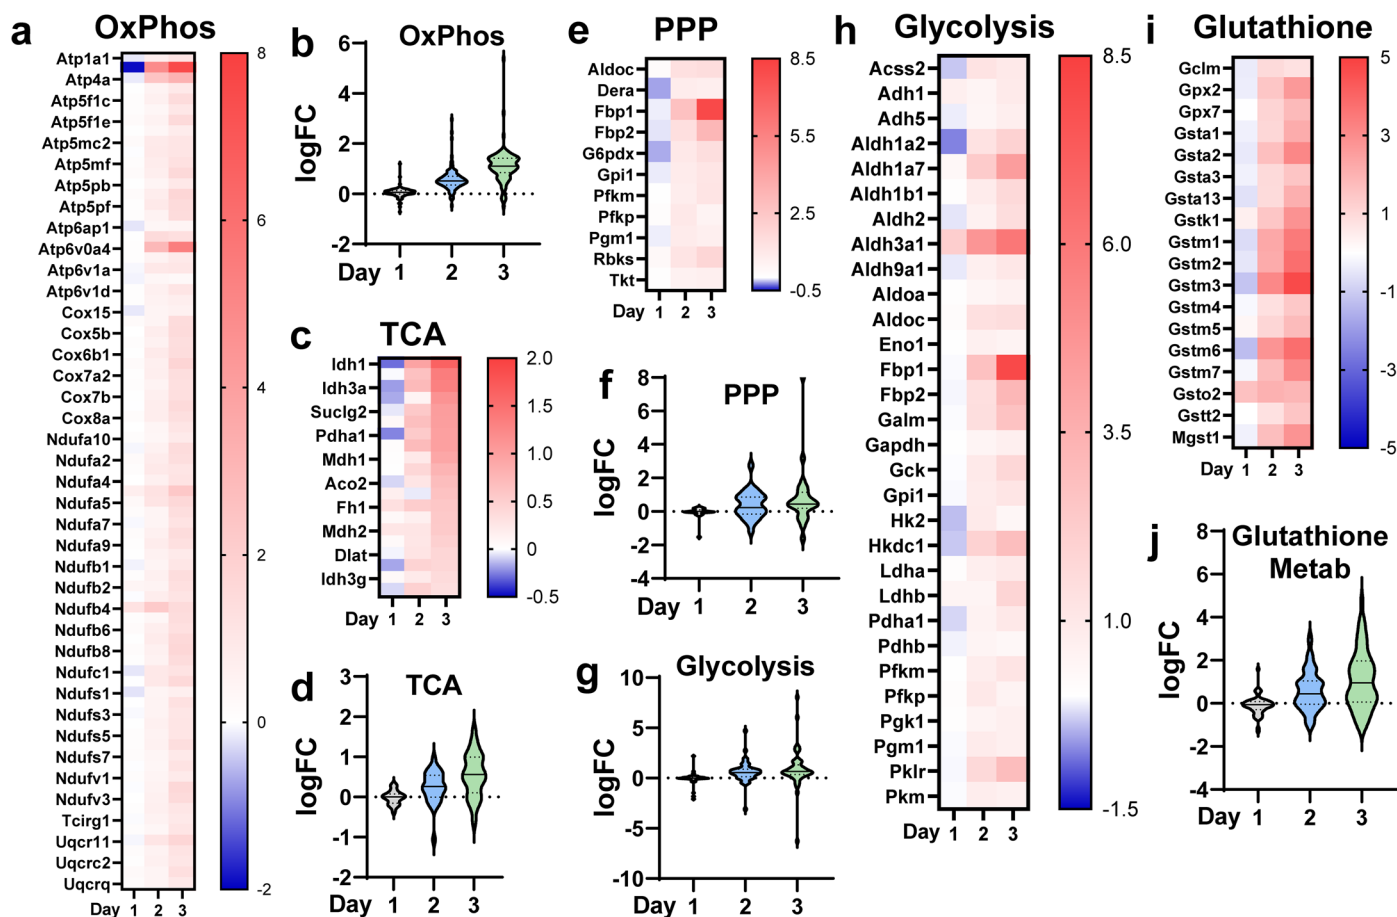 a
OxPhos
Atp1a1
Atp4a
Atp5f1c
Atp5f1e
Atp5mc2
Atp5mf
Atp5pb
Atp5pf
Atp6ap1
Atp6v0a4
Atp6v1a
Atp6v1d
Cox15
Cox5b
Cox6b1
Cox7a2
Cox7b
Cox8a
Ndufa10
Ndufa2
Ndufa4
Ndufa5
Ndufa7
Ndufa9
Ndufb1
Ndufb2
Ndufb4
Ndufb6
Ndufb8
Ndufc1
Ndufs1
Ndufs3
Ndufs5
Ndufs7
Ndufv1
Ndufv3
Tcirg1
Uqcr11
Uqcrc2
Uqcrq
Day 1 2 3
8
6
4
2
0
-2
b
OxPhos
logFC
6
4
2
0
-2
Day 1 2 3
c
TCA
Idh1
Idh3a
Suclg2
Pdha1
Mdh1
Aco2
Fh1
Mdh2
Dlat
Idh3g
Day 1 2 3
2.0
1.5
1.0
0.5
0
-0.5
d
TCA
logFC
3
2
1
0
-1
-2
Day 1 2 3
e
PPP
Aldoc
Dera
Fbp1
Fbp2
G6pdx
Gpi1
Pfkm
Pfkp
Pgm1
Rbks
Tkt
Day 1 2 3
8.5
5.5
2.5
-0.5
f
PPP
logFC
8
6
4
2
0
-2
-4
Day 1 2 3
g
Glycolysis
logFC
10
5
0
-5
-10
Day 1 2 3
h
Glycolysis
Acss2
Adh1
Adh5
Aldh1a2
Aldh1a7
Aldh1b1
Aldh2
Aldh3a1
Aldh9a1
Aldoa
Aldoc
Eno1
Fbp1
Fbp2
Galm
Gapdh
Gck
Gpi1
Hk2
Hkdc1
Ldha
Ldhb
Pdha1
Pdhb
Pfkm
Pfkp
Pgk1
Pgm1
Pklr
Pkm
Day 1 2 3
8.5
6.0
3.5
1.0
-1.5
i
Glutathione
Gclm
Gpx2
Gpx7
Gsta1
Gsta2
Gsta3
Gsta13
Gstk1
Gstm1
Gstm2
Gstm3
Gstm4
Gstm5
Gstm6
Gstm7
Gsto2
Gstt2
Mgst1
Day 1 2 3
5
3
1
-1
-3
-5
j
Glutathione
Metab
logFC
8
6
4
2
0
-2
-4
Day 1 2 3